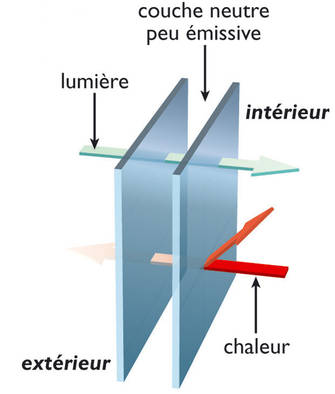 couche neutre
peu émissive
lumière
intérieur
extérieur
chaleur